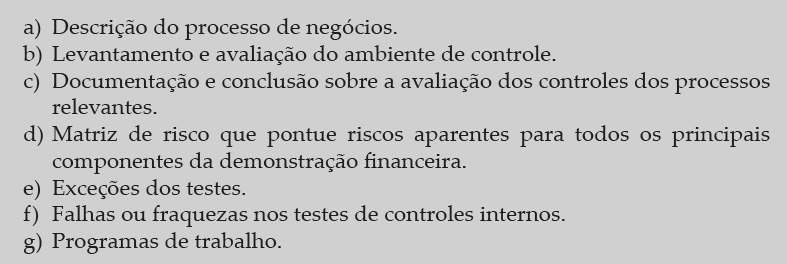 a) Descrição do processo de negócios.
b) Levantamento e avaliação do ambiente de controle.
c) Documentação e conclusão sobre a avaliação dos controles dos processos
relevantes.
d) Matriz de risco que pontue riscos aparentes para todos os principais
componentes da demonstração financeira.
e) Exceções dos testes.
f) Falhas ou fraquezas nos testes de controles internos.
g) Programas de trabalho.